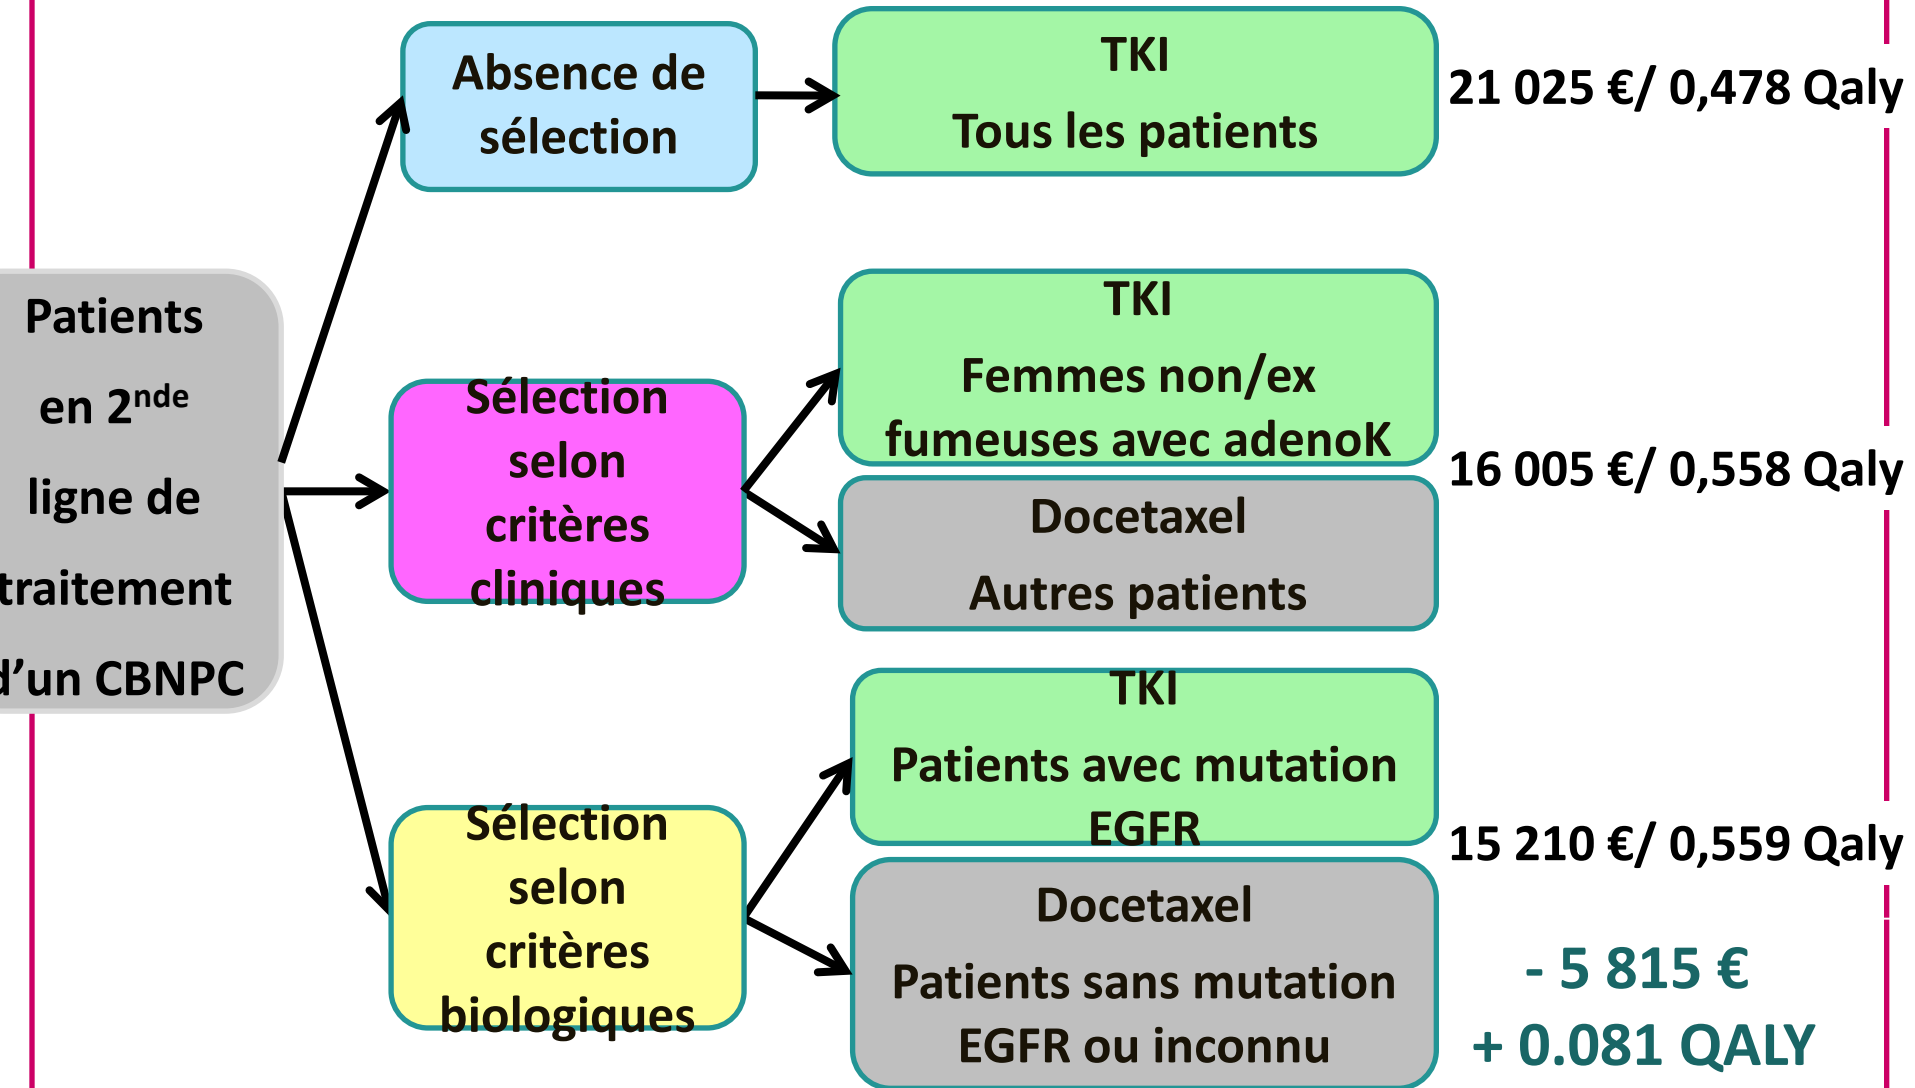 Patients
en 2nde
ligne de
traitement
d’un CBNPC
Absence de
sélection
TKI
Tous les patients
21 025 €/ 0,478 Qaly
Sélection
selon
critères
cliniques
TKI
Femmes non/ex
fumeuses avec adenoK
Docetaxel
Autres patients
16 005 €/ 0,558 Qaly
Sélection
selon
critères
biologiques
TKI
Patients avec mutation
EGFR
Docetaxel
Patients sans mutation
EGFR ou inconnu
15 210 €/ 0,559 Qaly
- 5 815 €
+ 0.081 QALY